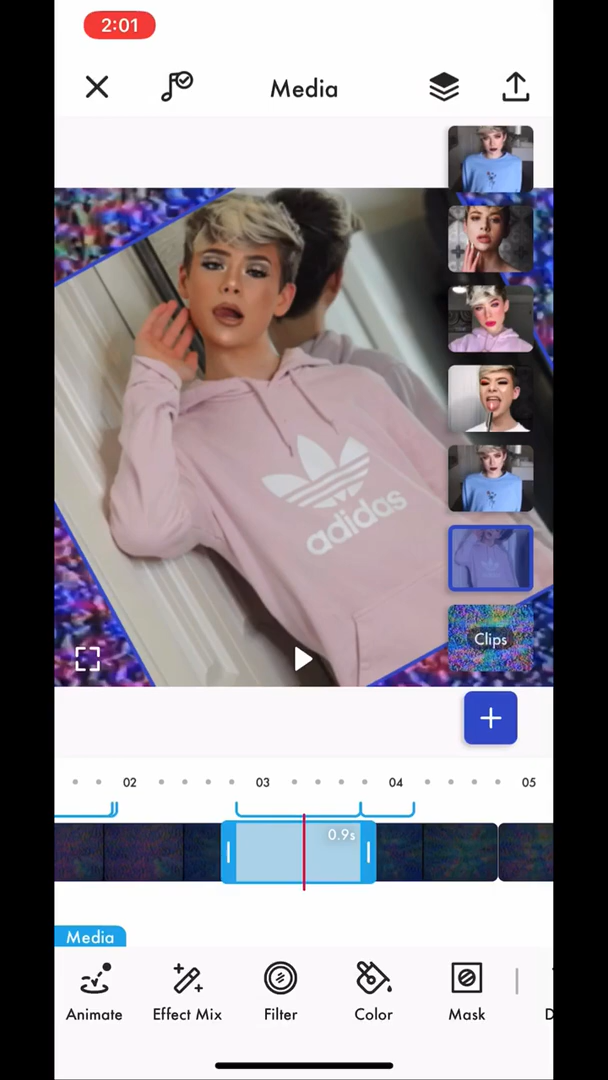 2:01
Media
adidas
Clips
02 03 04 05
0.9s
Media
Animate Effect Mix Filter Color Mask